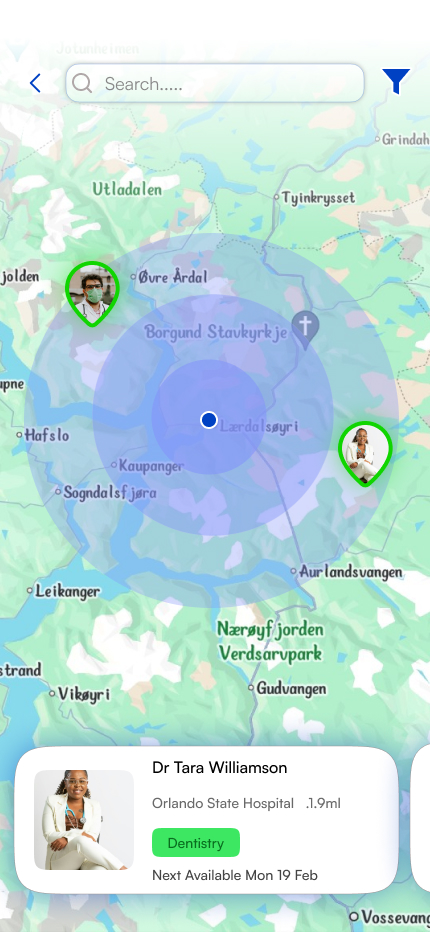 Jotunheimen
Search.....
Grindah
Utladalen
Tyinkrysset
jolden
Øvre Årdal
Borgund Stavkyrkje
upne
Lærdalsøyri
Hafslo
Kaupanger
Sogndalsfjøra
Aurlandsvangen
Leikanger
Nærøyfjorden
Verdsarvpark
strand
Vikøyri
Gudvangen
Dr Tara Williamson
Orlando State Hospital .1.9ml
Dentistry
Next Available Mon 19 Feb
Vossevang